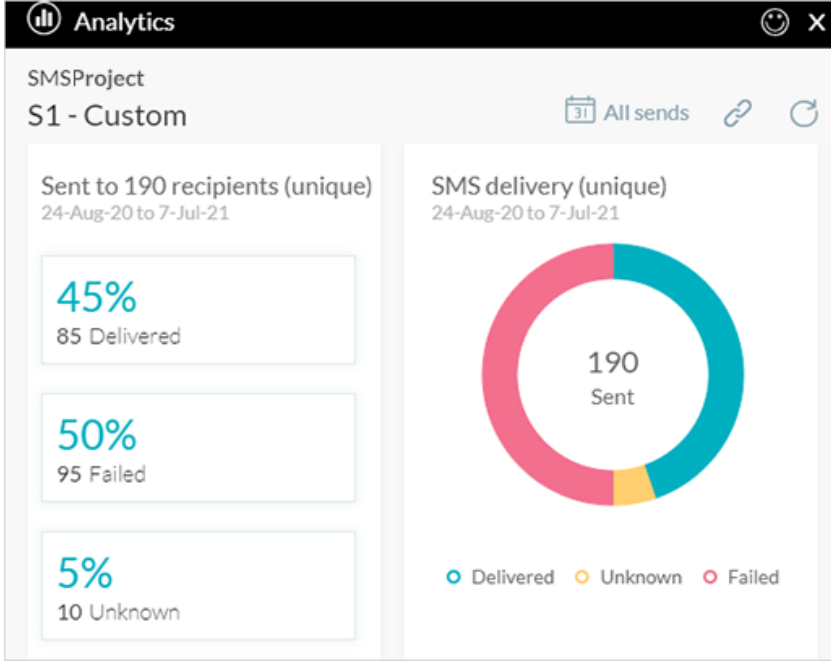 Analytics
SMSProject
S1 - Custom
31 All sends
Sent to 190 recipients (unique)
24-Aug-20 to 7-Jul-21
45%
85 Delivered
50%
95 Failed
5%
10 Unknown
SMS delivery (unique)
24-Aug-20 to 7-Jul-21
190
Sent
Delivered Unknown Failed